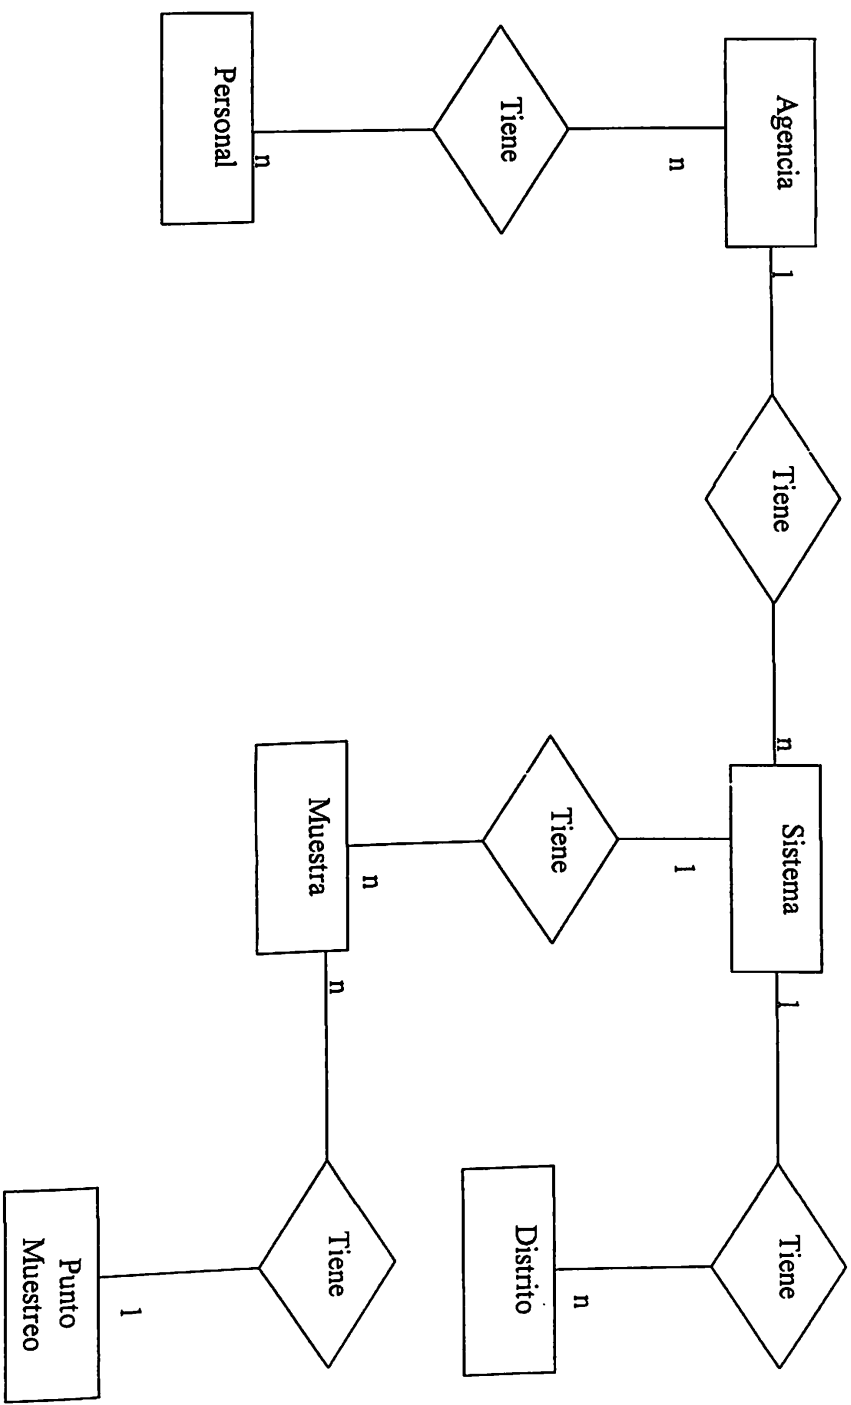 Agencia
1
Tiene
n
Sistema
1
Tiene
n
1
n
Tiene
Tiene
Distrito
n
Muestra
n
Tiene
n
Personal
1
Punto
Muestreo